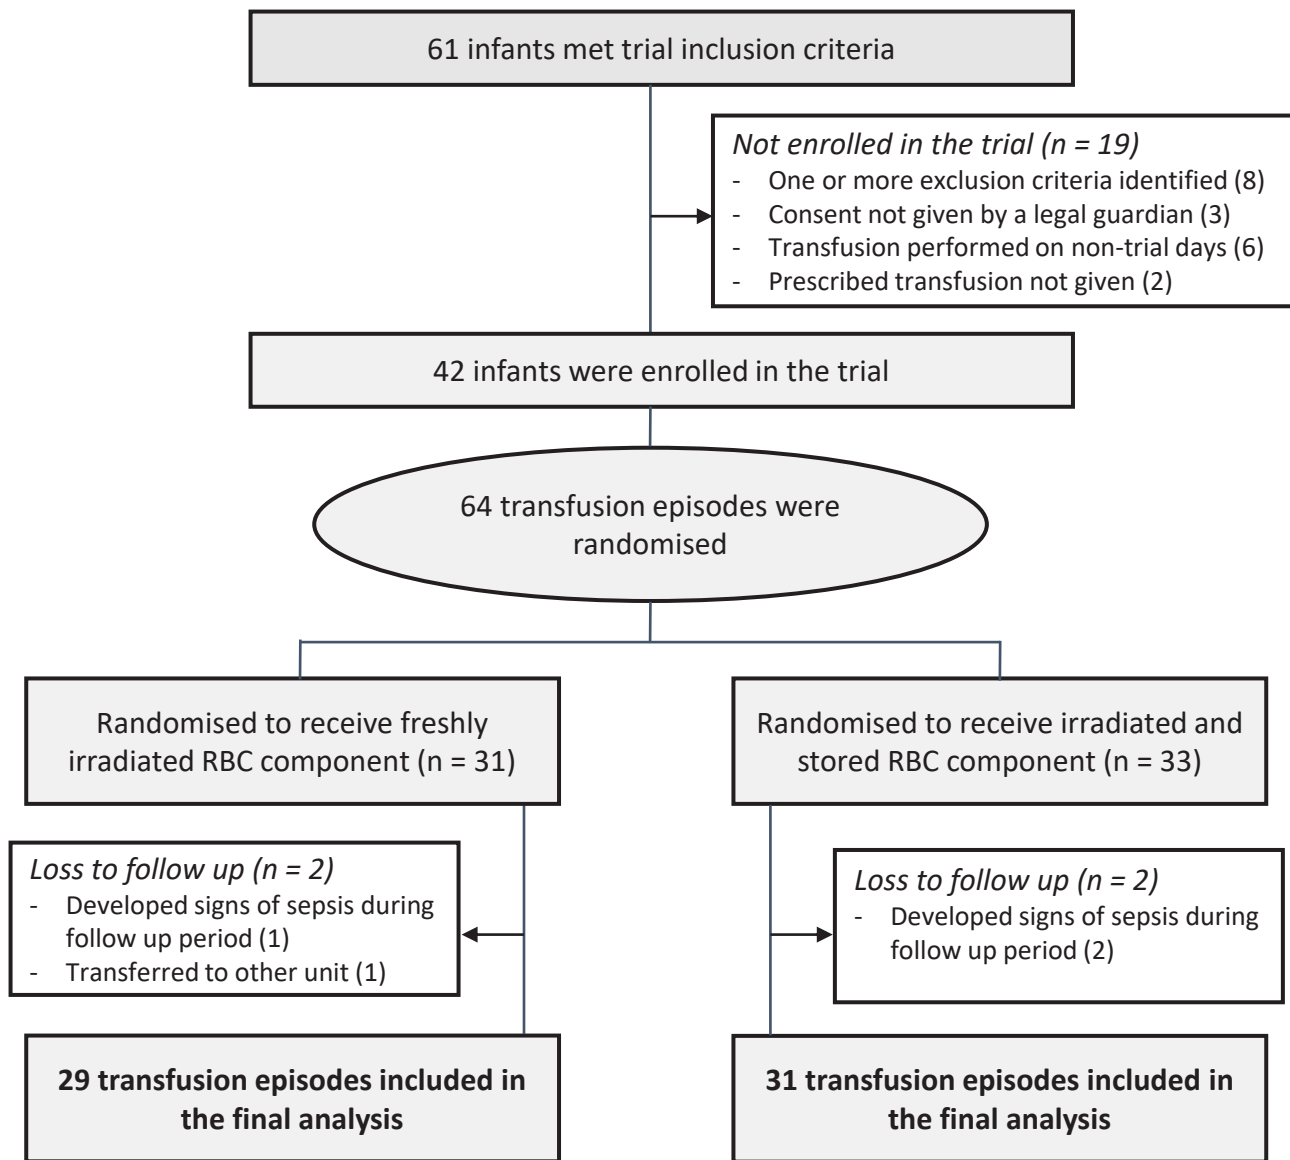 61 infants met trial inclusion criteria
Not enrolled in the trial (n = 19)
- One or more exclusion criteria identified (8)
- Consent not given by a legal guardian (3)
- Transfusion performed on non-trial days (6)
- Prescribed transfusion not given (2)
42 infants were enrolled in the trial
64 transfusion episodes were
randomised
Randomised to receive freshly
irradiated RBC component (n = 31)
Randomised to receive irradiated and
stored RBC component (n = 33)
Loss to follow up (n = 2)
- Developed signs of sepsis during
follow up period (1)
- Transferred to other unit (1)
Loss to follow up (n = 2)
- Developed signs of sepsis during
follow up period (2)
29 transfusion episodes included in
the final analysis
31 transfusion episodes included in
the final analysis